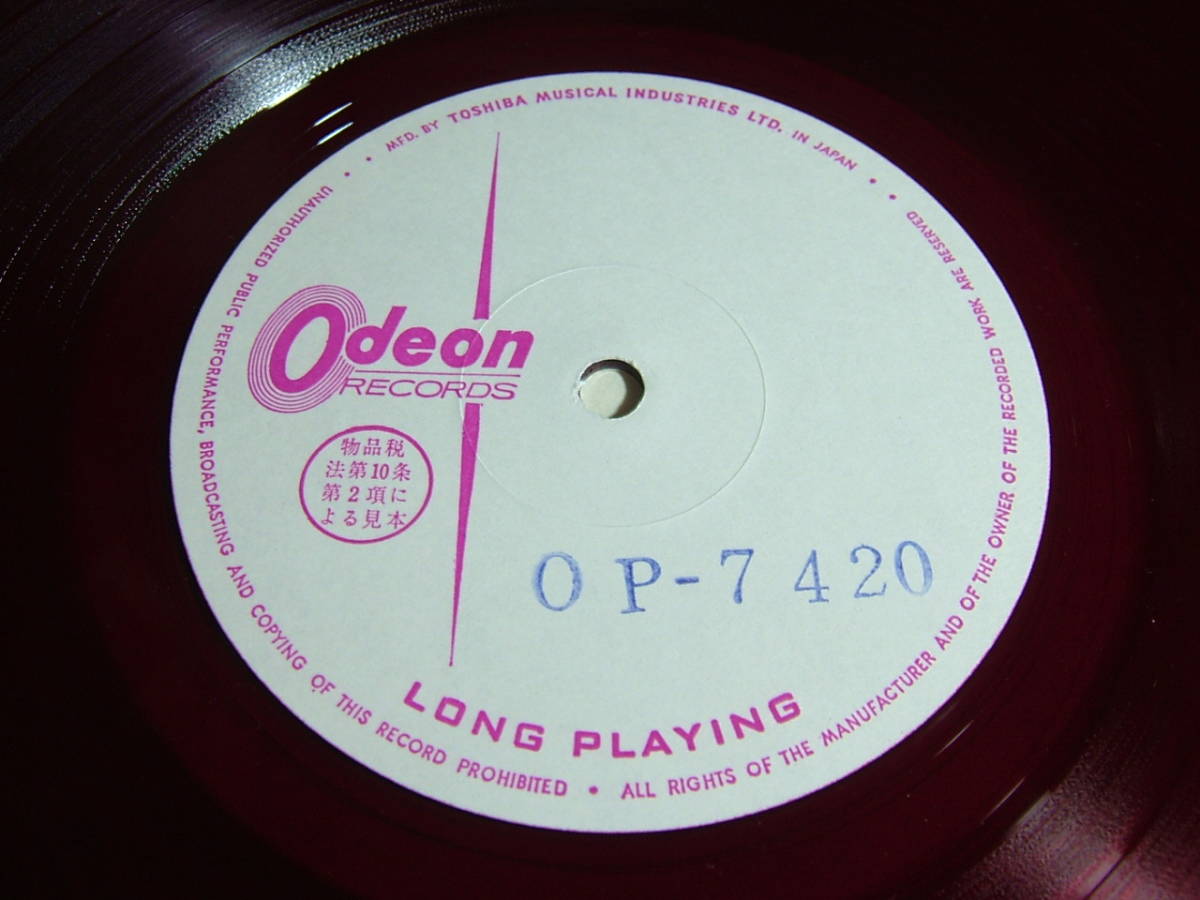 MFD. BY TOSHIBA MUSICAL INDUSTRIES LTD. IN JAPAN
Odeon
RECORDS
物品税
法第10条
第2項に
よる見本
OP-7420
LONG PLAYING
UNAUTHORIZED PUBLIC PERFORMANCE, BROADCASTING AND COPYING OF THIS RECORD PROHIBITED • ALL RIGHTS OF THE MANUFACTURER AND OF THE OWNER OF THE RECORDED WORK ARE RESERVED